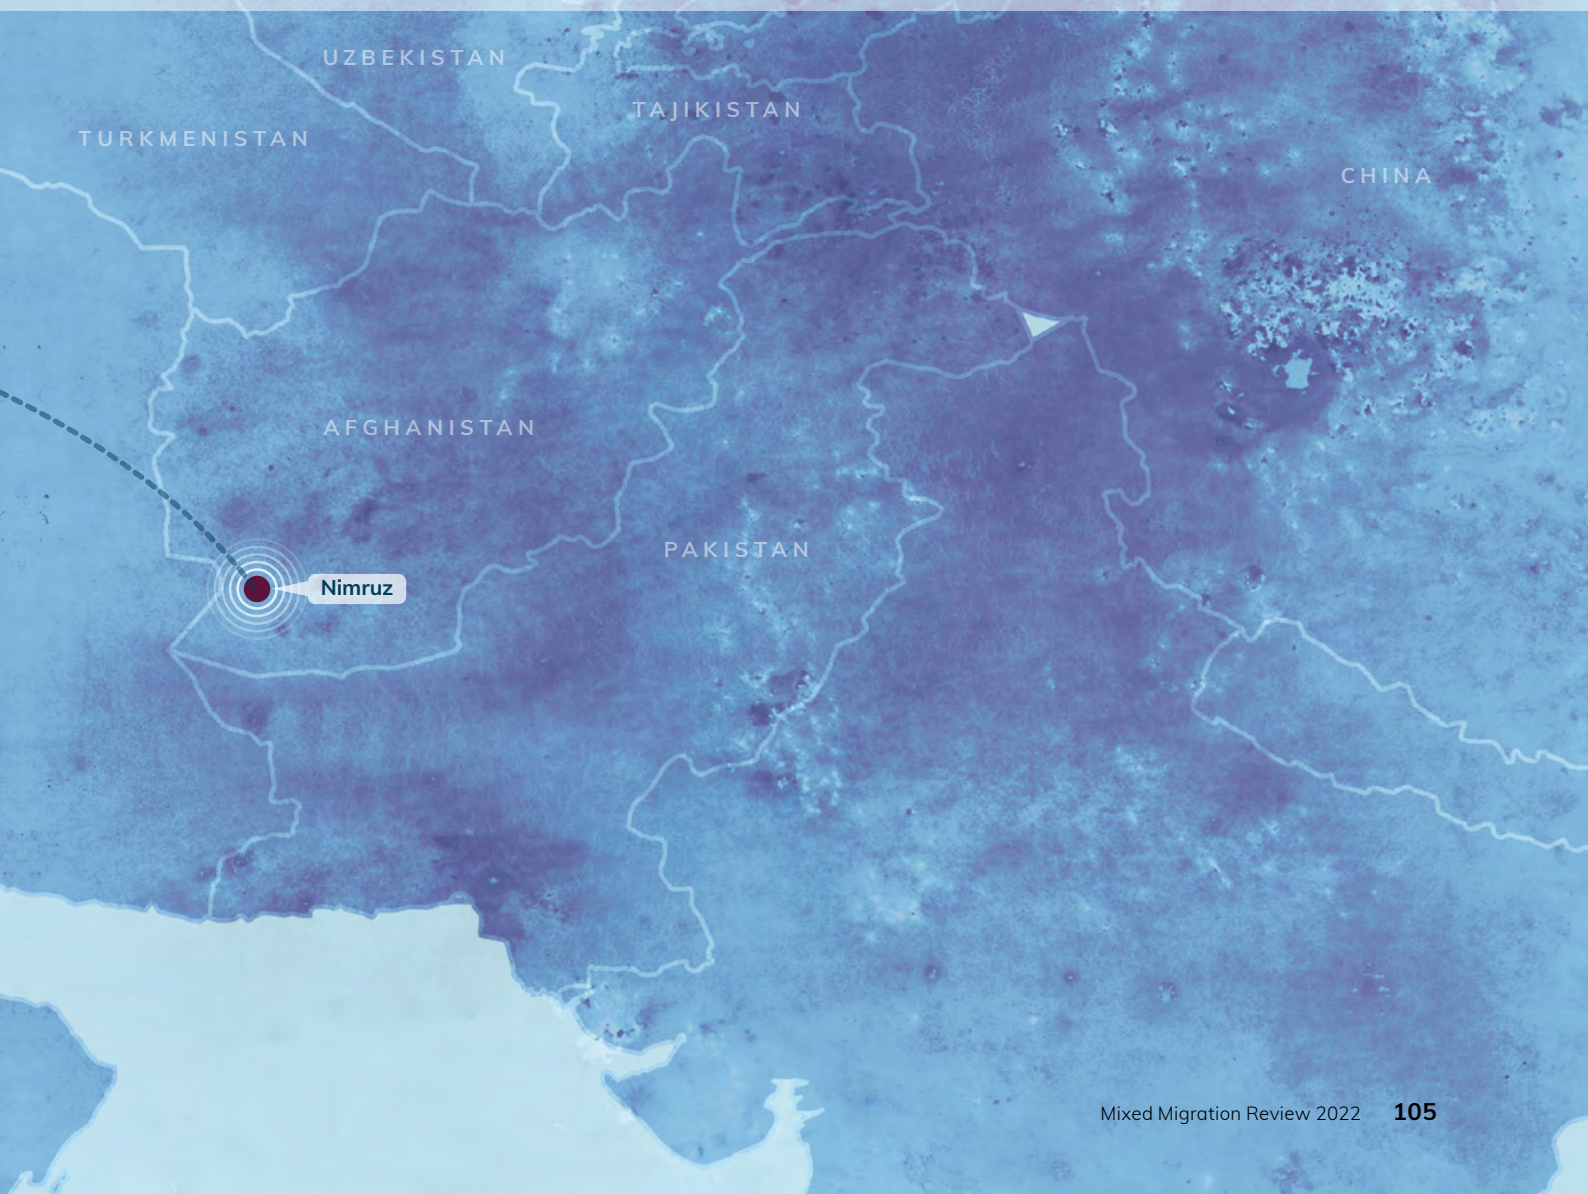 UZBEKISTAN
TAJIKISTAN
TURKMENISTAN
CHINA
AFGHANISTAN
PAKISTAN
Nimruz
Mixed Migration Review 2022 105